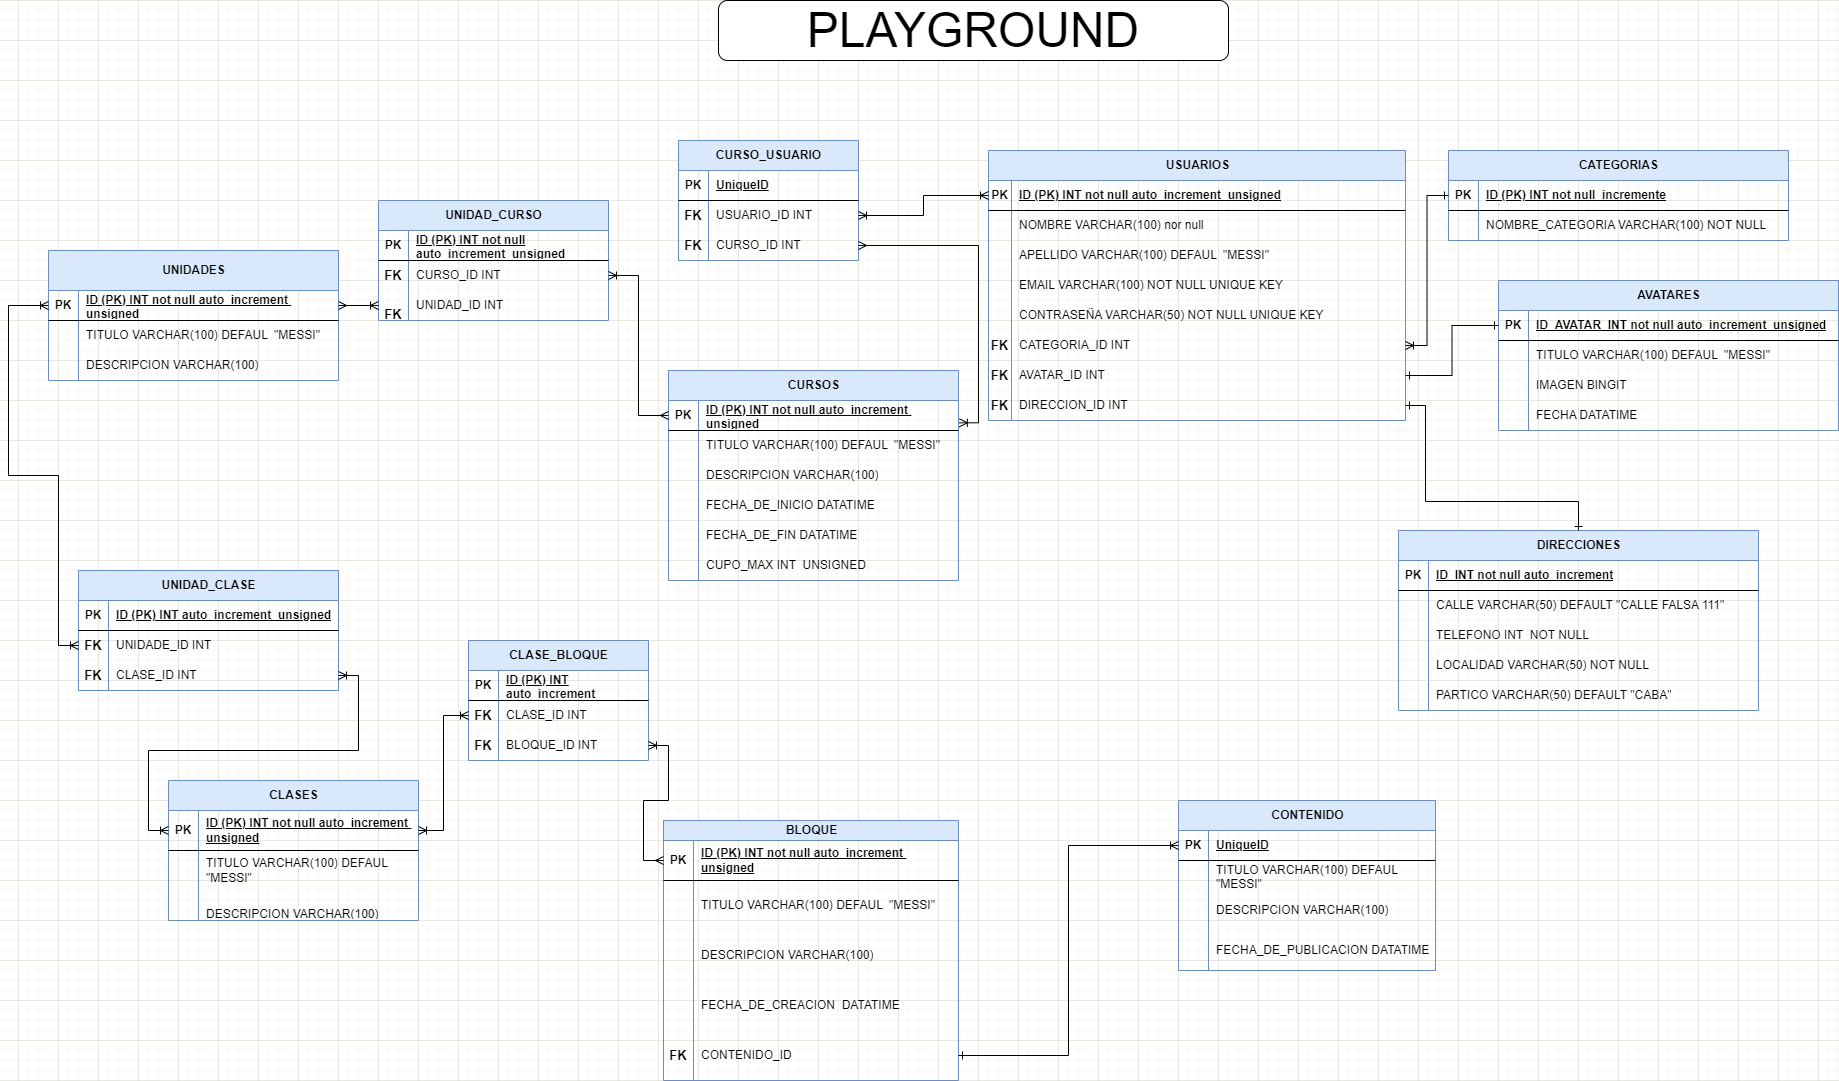 PLAYGROUND
CURSO_USUARIO
PK UniqueID
FK USUARIO_ID INT
FK CURSO_ID INT
USUARIOS
PK ID (PK) INT not null auto_increment unsigned
NOMBRE VARCHAR(100) nor null
APELLIDO VARCHAR(100) DEFAUL "MESSI"
EMAIL VARCHAR(100) NOT NULL UNIQUE KEY
CONTRASEÑA VARCHAR(50) NOT NULL UNIQUE KEY
FK CATEGORIA_ID INT
FK AVATAR_ID INT
FK DIRECCION_ID INT
CATEGORIAS
PK ID (PK) INT not null incremente
NOMBRE_CATEGORIA VARCHAR(100) NOT NULL
AVATARES
PK ID_AVATAR INT not null auto_increment unsigned
TITULO VARCHAR(100) DEFAUL "MESSI"
IMAGEN BINGIT
FECHA DATATIME
UNIDAD_CURSO
PK ID (PK) INT not null
auto_increment unsigned
FK CURSO_ID INT
FK UNIDAD_ID INT
UNIDADES
PK ID (PK) INT not null auto_increment
unsigned
TITULO VARCHAR(100) DEFAUL "MESSI"
DESCRIPCION VARCHAR(100)
CURSOS
PK ID (PK) INT not null auto_increment
unsigned
TITULO VARCHAR(100) DEFAUL "MESSI"
DESCRIPCION VARCHAR(100)
FECHA_DE_INICIO DATATIME
FECHA_DE_FIN DATATIME
CUPO_MAX INT UNSIGNED
DIRECCIONES
PK ID INT not null auto_increment
CALLE VARCHAR(50) DEFAULT "CALLE FALSA 111"
TELEFONO INT NOT NULL
LOCALIDAD VARCHAR(50) NOT NULL
PARTICO VARCHAR(50) DEFAULT "CABA"
UNIDAD_CLASE
PK ID (PK) INT auto_increment unsigned
FK UNIDADE_ID INT
FK CLASE_ID INT
CLASE_BLOQUE
PK ID (PK) INT
auto_increment
FK CLASE_ID INT
FK BLOQUE_ID INT
CLASES
PK ID (PK) INT not null auto_increment
unsigned
TITULO VARCHAR(100) DEFAUL
"MESSI"
DESCRIPCION VARCHAR(100)
BLOQUE
PK ID (PK) INT not null auto_increment
unsigned
TITULO VARCHAR(100) DEFAUL "MESSI"
DESCRIPCION VARCHAR(100)
FECHA_DE_CREACION DATATIME
FK CONTENIDO_ID
CONTENIDO
PK UniqueID
TITULO VARCHAR(100) DEFAUL
"MESSI"
DESCRIPCION VARCHAR(100)
FECHA_DE_PUBLICACION DATATIME